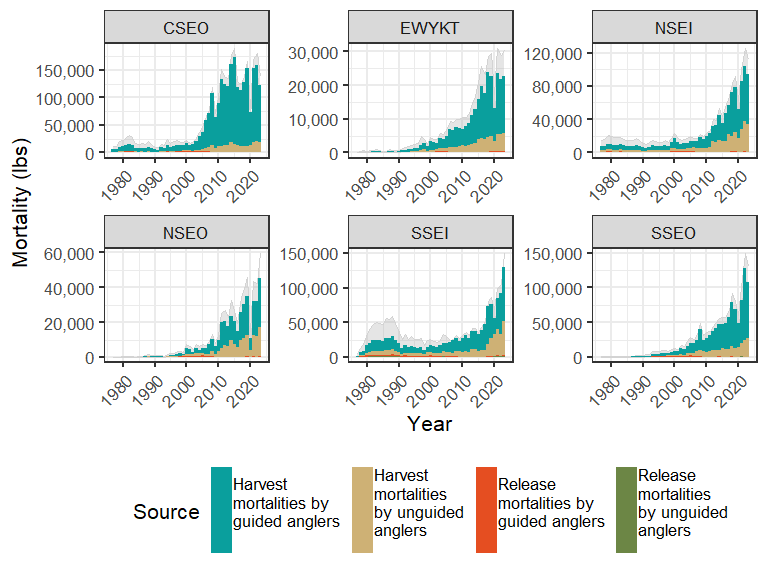 CSEO
EWYKT
NSEI
150,000
100,000
50,000
0
30,000
20,000
10,000
0
120,000
80,000
40,000
0
1980
1990
2000
2010
2020
1980
1990
2000
2010
2020
1980
1990
2000
2010
2020
Mortality (lbs)
NSEO
SSEI
SSEO
60,000
40,000
20,000
0
150,000
100,000
50,000
0
150,000
100,000
50,000
0
1980
1990
2000
2010
2020
1980
1990
2000
2010
2020
1980
1990
2000
2010
2020
Year
Source
Harvest
mortalities by
guided anglers
Harvest
mortalities
by unguided
anglers
Release
mortalities by
guided anglers
Release
mortalities
by unguided
anglers